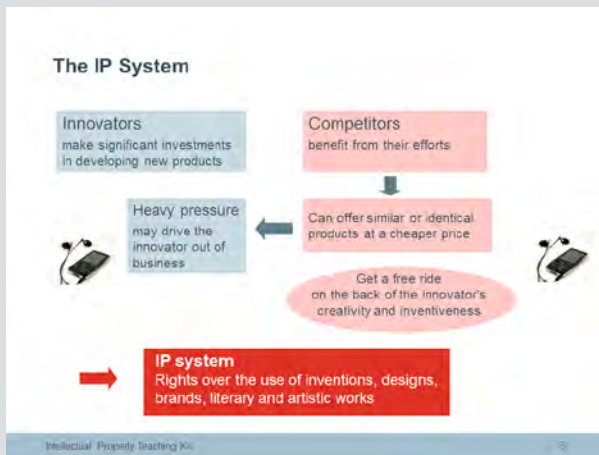 The IP System
Innovators
make significant investments
in developing new products
Competitors
benefit from their efforts
Heavy pressure
may drive the
innovator out of
business
Can offer similar or identical
products at a cheaper price
Get a free ride
on the back of the innovator's
creativity and inventiveness
IP system
Rights over the use of inventions, designs,
brands, literary and artistic works
Intellectual Property Teaching Kit